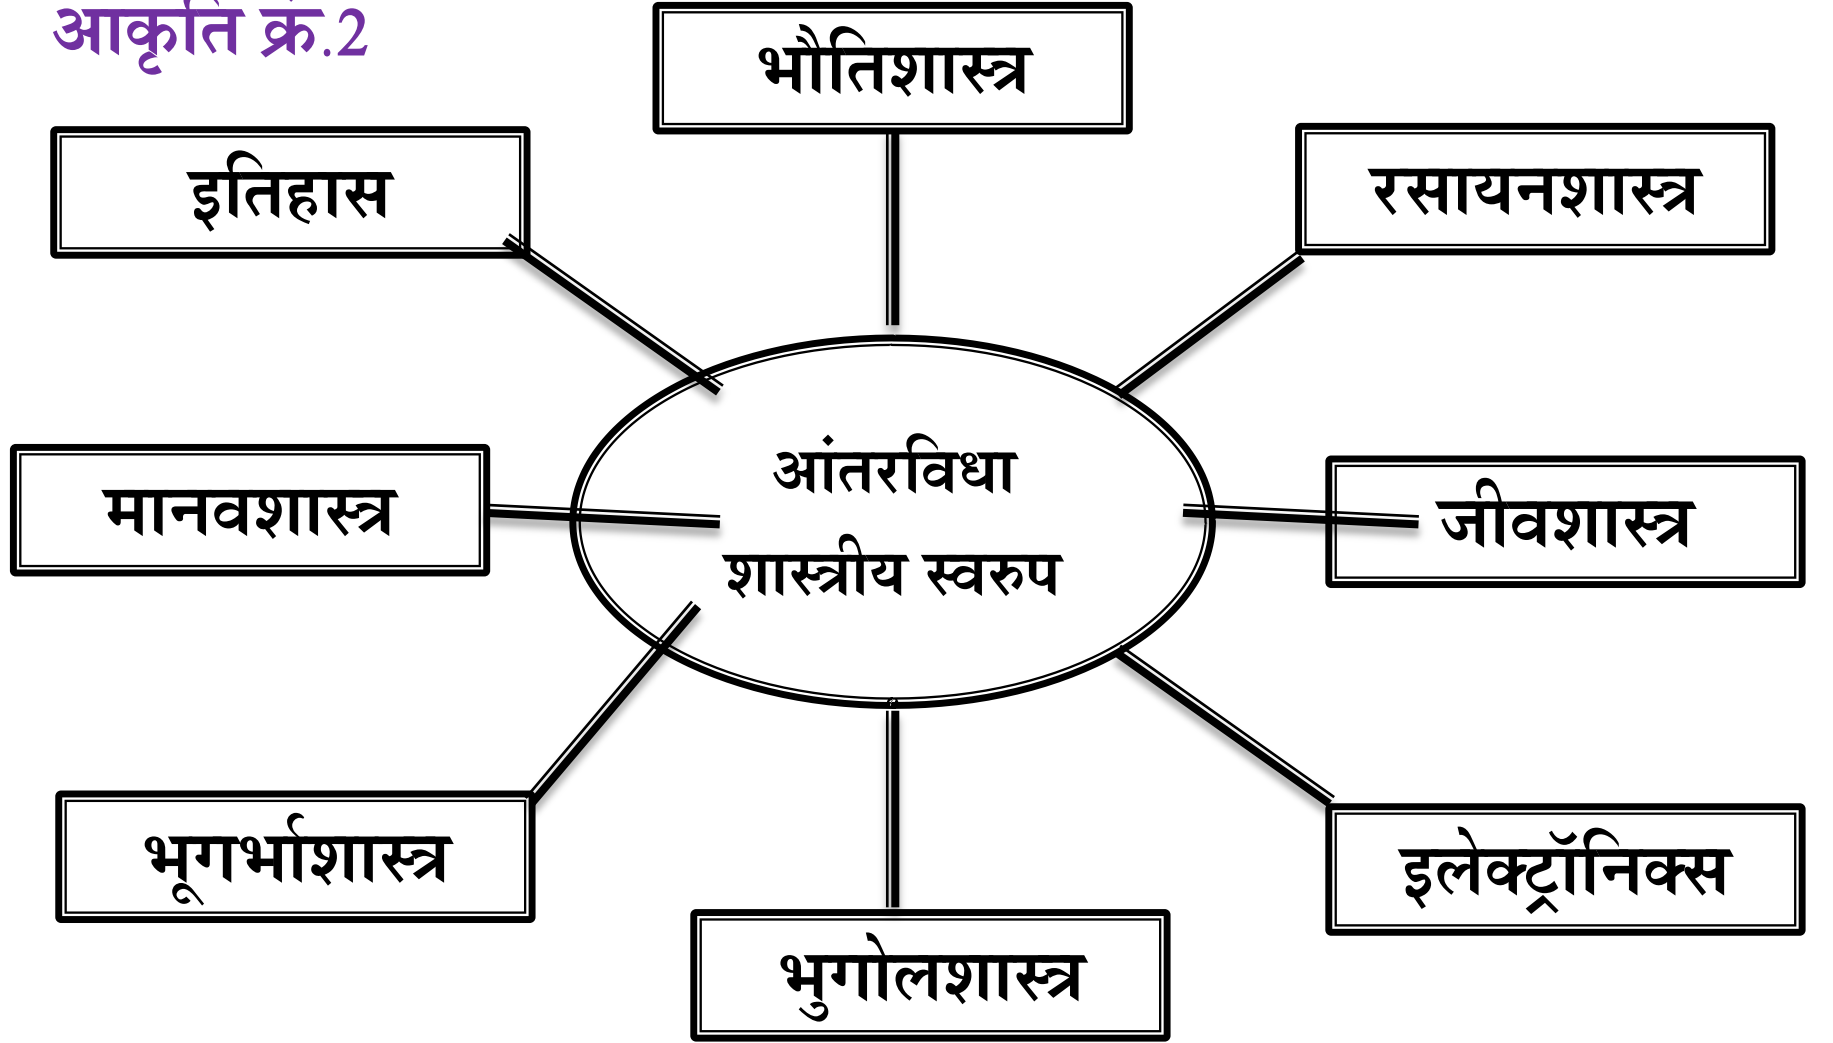 आकृति क्रं.2
भौतिशास्त्र
इतिहास
रसायनशास्त्र
आंतरविधा
शास्त्रीय स्वरुप
मानवशास्त्र
जीवशास्त्र
भूगर्भाशास्त्र
इलेक्ट्रॉनिक्स
भुगोलशास्त्र